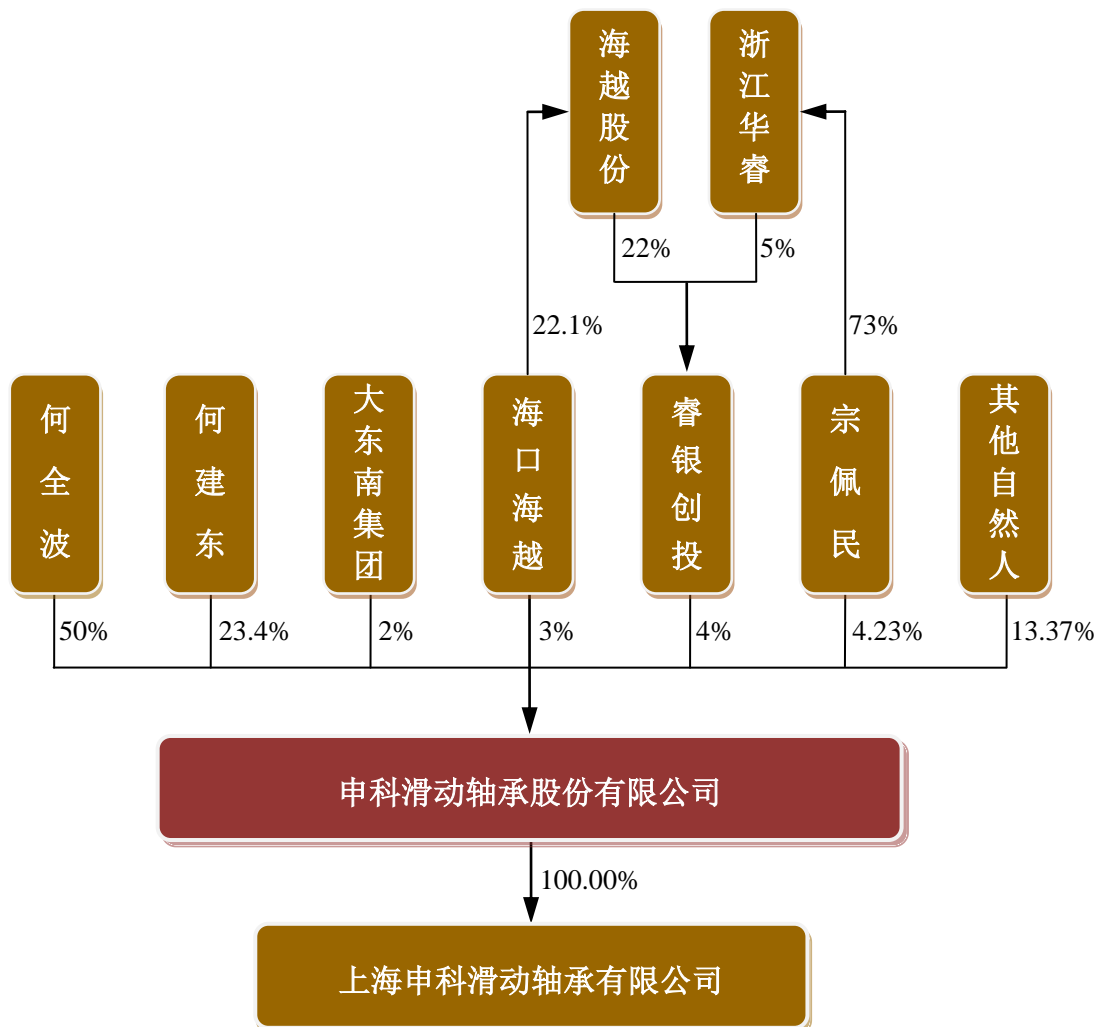 海越股份
浙江华睿
22%
5%
22.1%
73%
何全波
何建东
大东南集团
海口海越
睿银创投
宗佩民
其他自然人
50%
23.4%
2%
3%
4%
4.23%
13.37%
申科滑动轴承股份有限公司
100.00%
上海申科滑动轴承有限公司